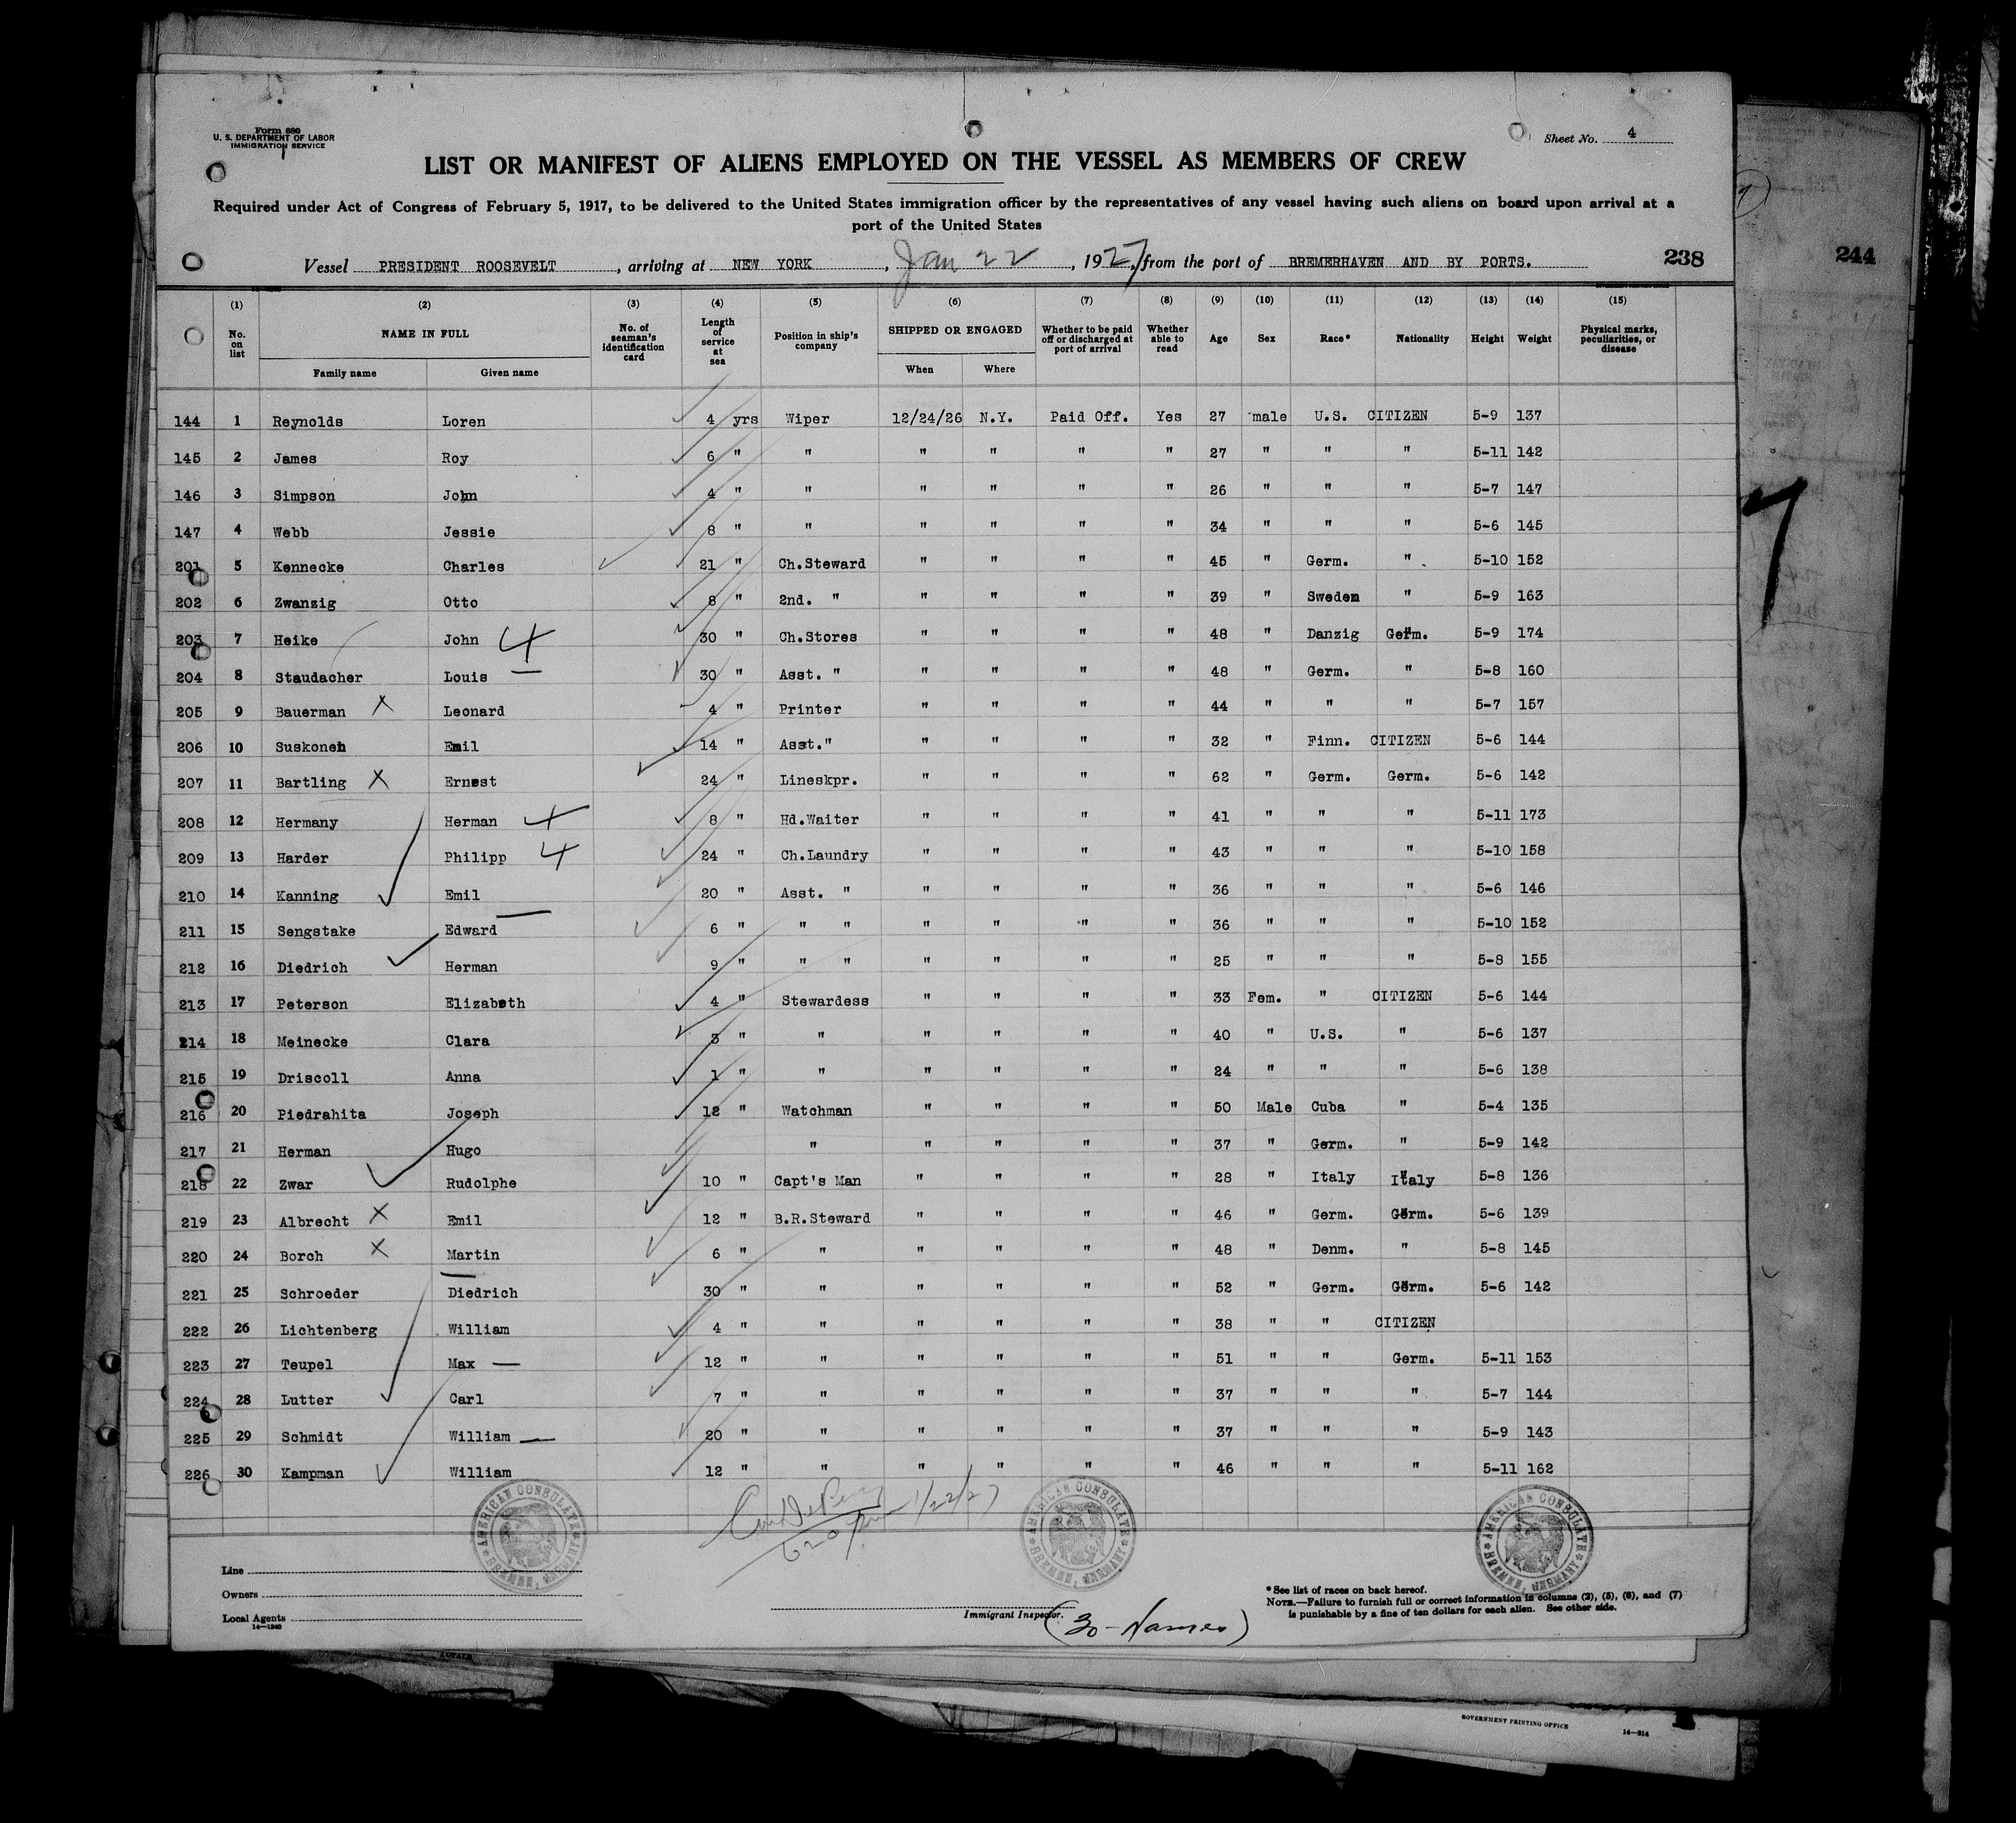 Form 680
U. S. DEPARTMENT OF LABOR
IMMIGRATION SERVICE
Sheet No. 4
LIST OR MANIFEST OF ALIENS EMPLOYED ON THE VESSEL AS MEMBERS OF CREW
Required under Act of Congress of February 5, 1917, to be delivered to the United States immigration officer by the representatives of any vessel having such aliens on board upon arrival at a
port of the United States
Vessel PRESIDENT ROOSEVELT, arriving at NEW YORK, Jan 22, 1927, from the port of BREMERHAVEN AND BY PORTS. 238
244
(1) (2) (3) (4) (5) (6) (7) (8) (9) (10) (11) (12) (13) (14) (15)
No. on list NAME IN FULL No. of seaman's identification card Length of service at sea Position in ship's company SHIPPED OR ENGAGED Whether to be paid off or discharged at port of arrival Whether able to read Age Sex Race* Nationality Height Weight Physical marks, peculiarities, or disease
Family name Given name When Where
144 1 Reynolds Loren 4 yrs Wiper 12/24/26 N.Y. Paid Off. Yes 27 male U.S. CITIZEN 5-9 137
145 2 James Roy 6 " " " " " " 27 " " " 5-11 142
146 3 Simpson John 4 " " " " " " 26 " " " 5-7 147
147 4 Webb Jessie 8 " " " " " " 34 " " " 5-6 145
201 5 Kennecke Charles 21 " Ch.Steward " " " " 45 " Germ. " 5-10 152
202 6 Zwanzig Otto 8 " 2nd. " " " " " 39 " Sweden " 5-9 163
203 7 Heike John 4 30 " Ch.Stores " " " " 48 " Danzig Germ. 5-9 174
204 8 Staudacher Louis 30 " Asst. " " " " " 48 " Germ. " 5-8 160
205 9 Bauerman X Leonard 4 " Printer " " " " 44 " " " 5-7 157
206 10 Suskonen Emil 14 " Asst." " " " " 32 " Finn. CITIZEN 5-6 144
207 11 Bartling X Ernest 24 " Lineskpr. " " " " 62 " Germ. Germ. 5-6 142
208 12 Hermany Herman 4 8 " Hd.Waiter " " " " 41 " " " 5-11 173
209 13 Harder Philipp 4 24 " Ch.Laundry " " " " 43 " " " 5-10 158
210 14 Kanning Emil 20 " Asst. " " " " " 36 " " " 5-6 146
211 15 Sengstake Edward 6 " " " " " " " 36 " " " 5-10 152
212 16 Diedrich Herman 9 " " " " " " " 25 " " " 5-8 155
213 17 Peterson Elizabeth 4 " Stewardess " " " " 33 Fem. " CITIZEN 5-6 144
214 18 Meinecke Clara 3 " " " " " " 40 " U.S. " 5-6 137
215 19 Driscoll Anna 1 " " " " " " 24 " " " 5-6 138
216 20 Piedrahita Joseph 12 " Watchman " " " " 50 Male Cuba " 5-4 135
217 21 Herman Hugo " " " " " 37 " Germ. " 5-9 142
218 22 Zwar Rudolphe 10 " Capt's Man " " " " 28 " Italy Italy 5-8 136
219 23 Albrecht X Emil 12 " B.R.Steward " " " " 46 " Germ. Germ. 5-6 139
220 24 Borch X Martin 6 " " " " " " 48 " Denm. " 5-8 145
221 25 Schroeder Diedrich 30 " " " " " " 52 " Germ. Germ. 5-6 142
222 26 Lichtenberg William 4 " " " " " " 38 " " CITIZEN
223 27 Teupel Max 12 " " " " " " 51 " " Germ. 5-11 153
224 28 Lutter Carl 7 " " " " " " 37 " " " 5-7 144
225 29 Schmidt William 20 " " " " " " 37 " " " 5-9 143
226 30 Kampman William 12 " " " " " " 46 " " " 5-11 162
1/22/27
AMERICAN CONSULATE BREMEN, GERMANY
AMERICAN CONSULATE BREMEN, GERMANY
AMERICAN CONSULATE BREMEN, GERMANY
Line
Owners
Local Agents
14—1240
Immigrant Inspector.
(30 - Names)
* See list of races on back hereof.
NOTE.—Failure to furnish full or correct information in columns (2), (5), (6), and (7)
is punishable by a fine of ten dollars for each alien. See other side.
GOVERNMENT PRINTING OFFICE
14—314